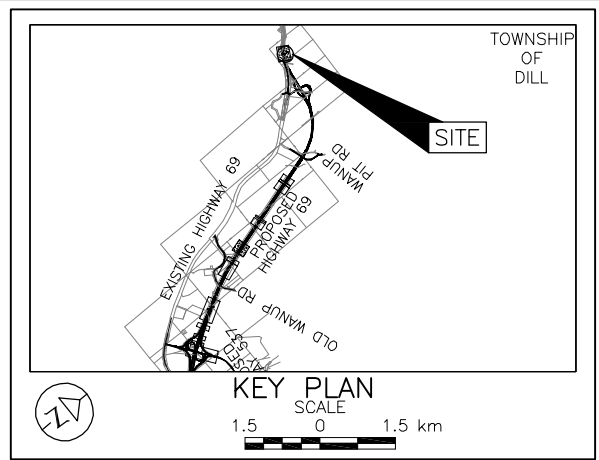 TOWNSHIP
OF
DILL
SITE
WANUP
PIT RD
EXISTING HIGHWAY 69
PROPOSED
HIGHWAY 69
OLD WANUP RD
537
KEY PLAN
SCALE
1.5 0 1.5 km
N